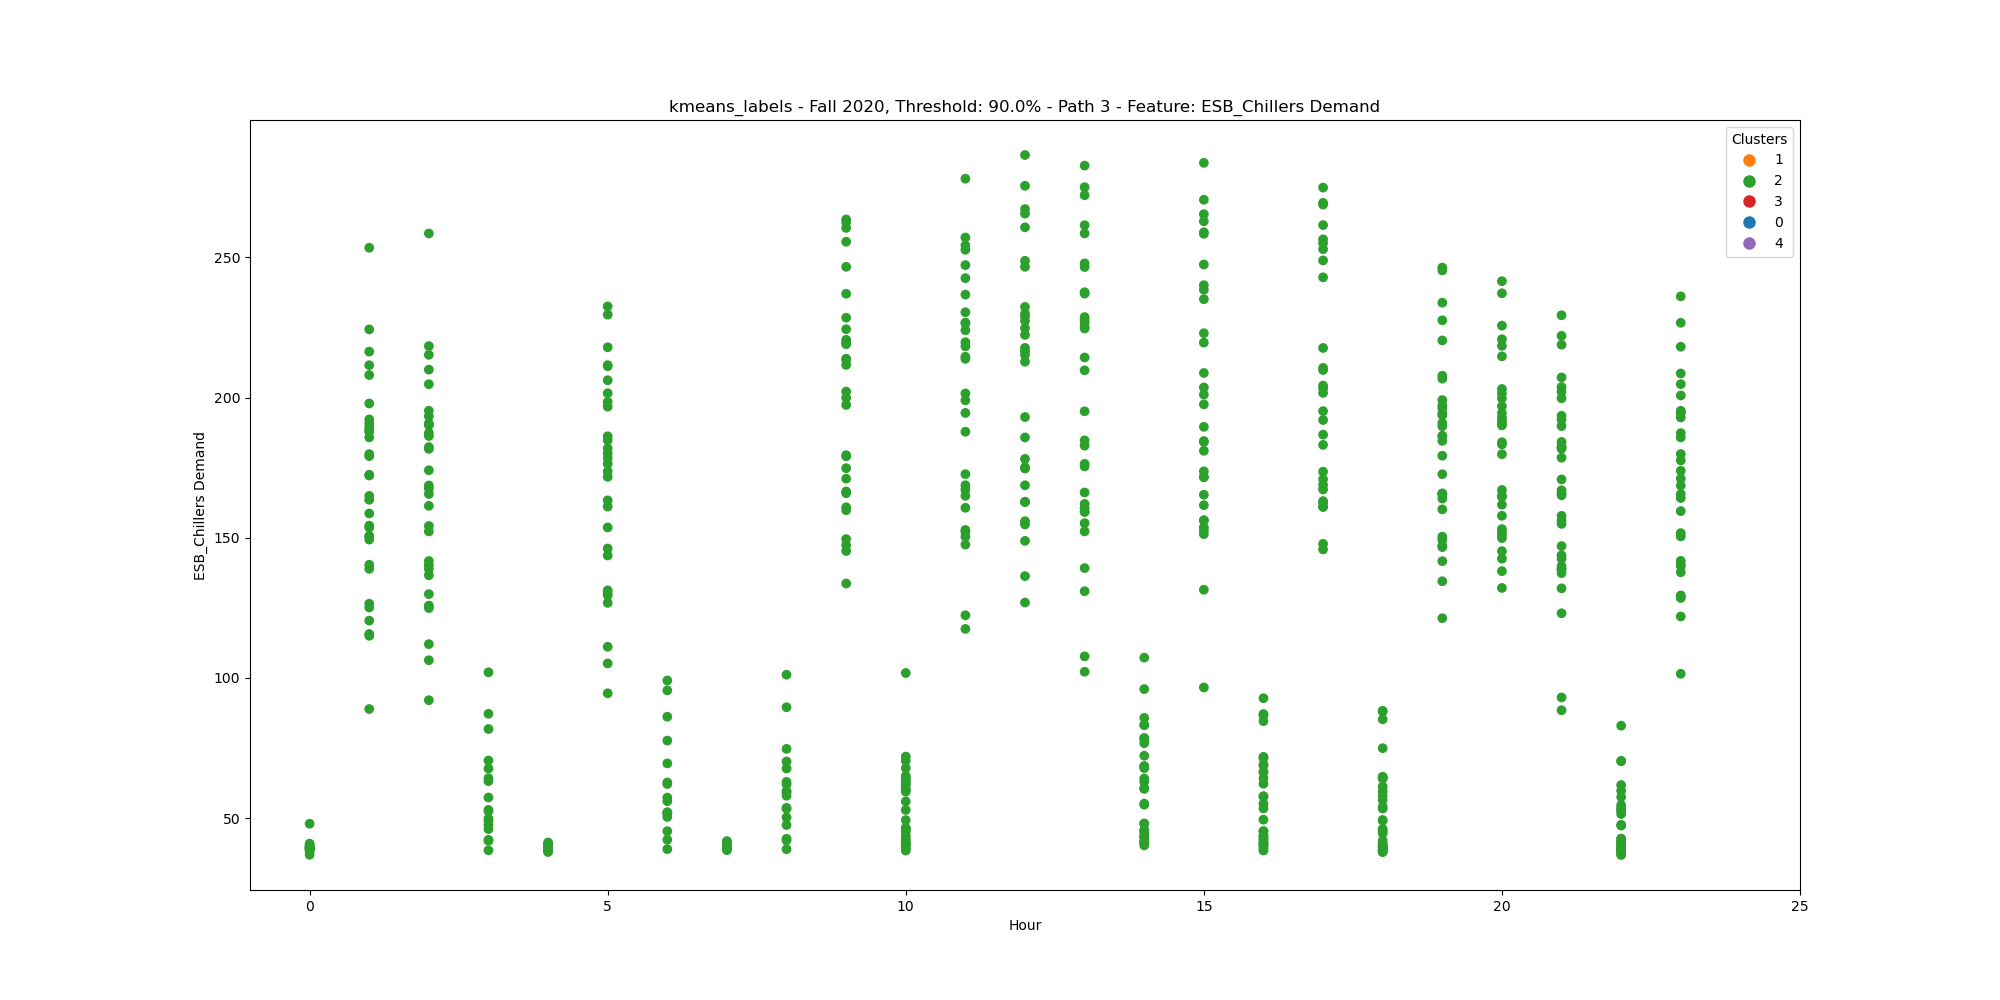 kmeans_labels - Fall 2020, Threshold: 90.0% - Path 3 - Feature: ESB_Chillers Demand
Clusters
1
2
3
0
4
ESB_Chillers Demand
250
200
150
100
50
0 5 10 15 20 25
Hour